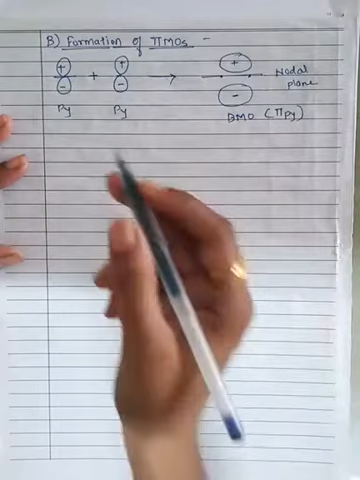 B) Formation of πMOs -
+ + + → +
- - -
Nodal plane
Py Py BMO (πPy)